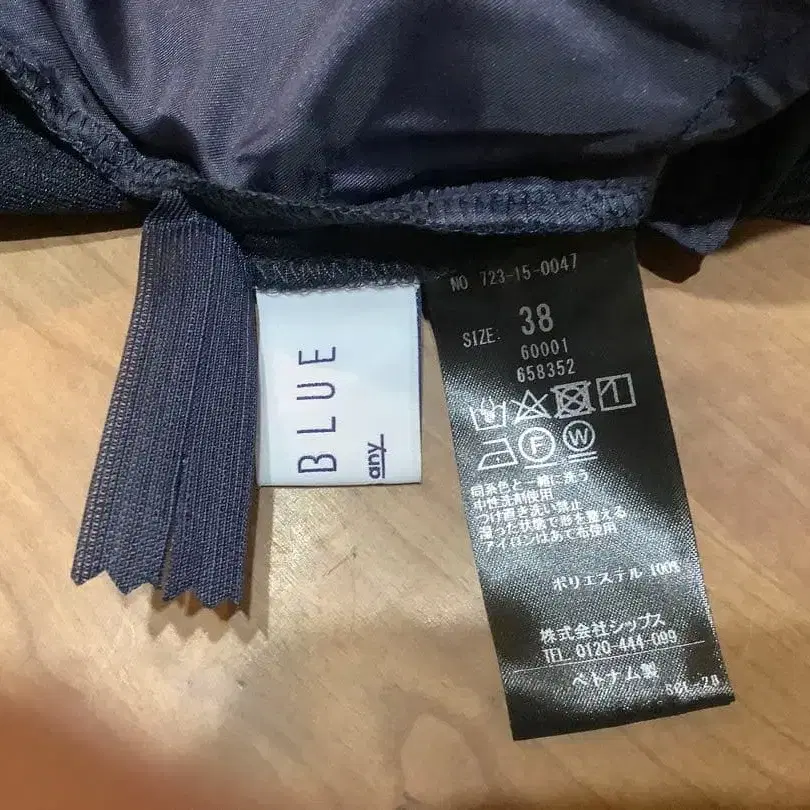 BLUE
any
NO 723-15-0047
SIZE: 38
60001
658352
F
W
同系色と一緒に洗う
中性洗剤使用
つけ置き洗い禁止
湿った状態で形を整える
アイロンはあて布使用
ポリエステル 100%
株式会社シップス
TEL. 0120-444-099
ベトナム製